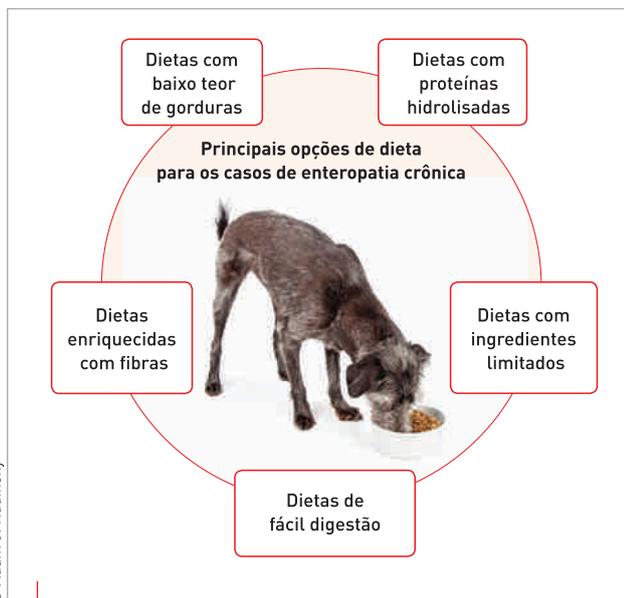 Dietas com
baixo teor
de gorduras
Dietas com
proteínas
hidrolisadas
Principais opções de dieta
para os casos de enteropatia crônica
Dietas
enriquecidas
com fibras
Dietas com
ingredientes
limitados
Dietas de
fácil digestão